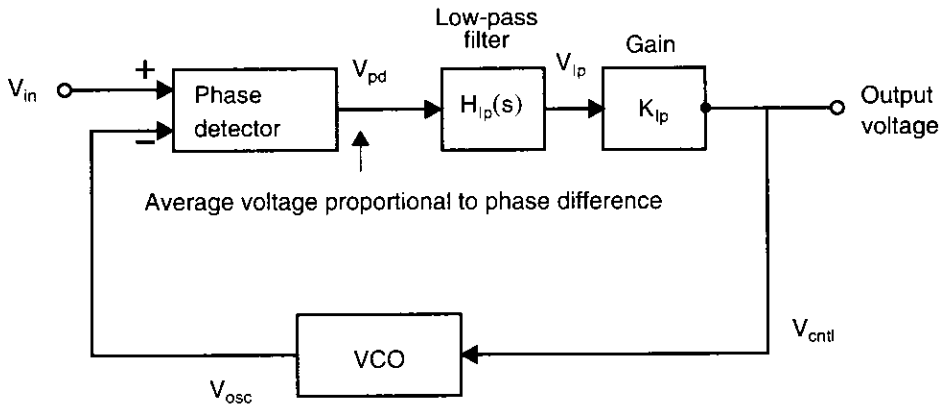 Low-pass
filter
Gain
V_in
+
−
Phase
detector
V_pd
H_lp(s)
V_lp
K_lp
Output
voltage
Average voltage proportional to phase difference
VCO
V_osc
V_cntl